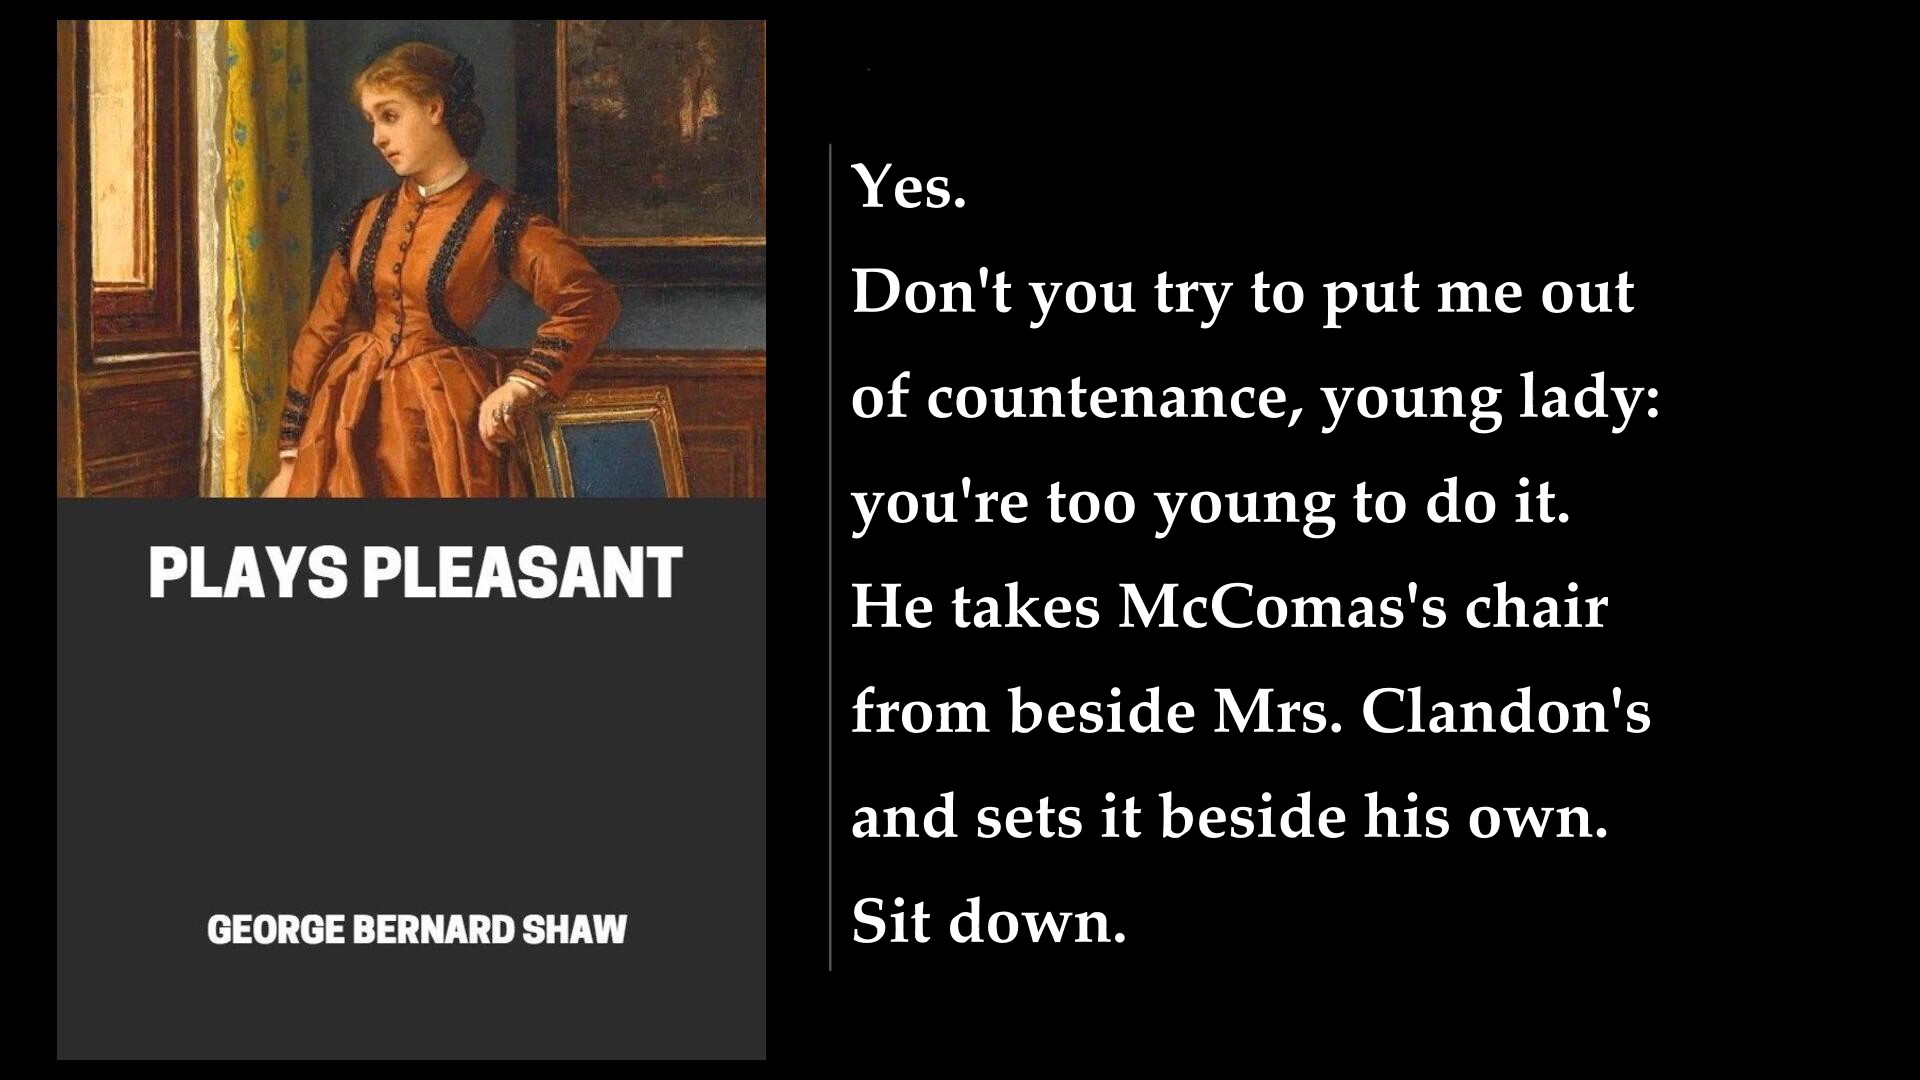 PLAYS PLEASANT
GEORGE BERNARD SHAW
Yes.
Don't you try to put me out
of countenance, young lady:
you're too young to do it.
He takes McComas's chair
from beside Mrs. Clandon's
and sets it beside his own.
Sit down.